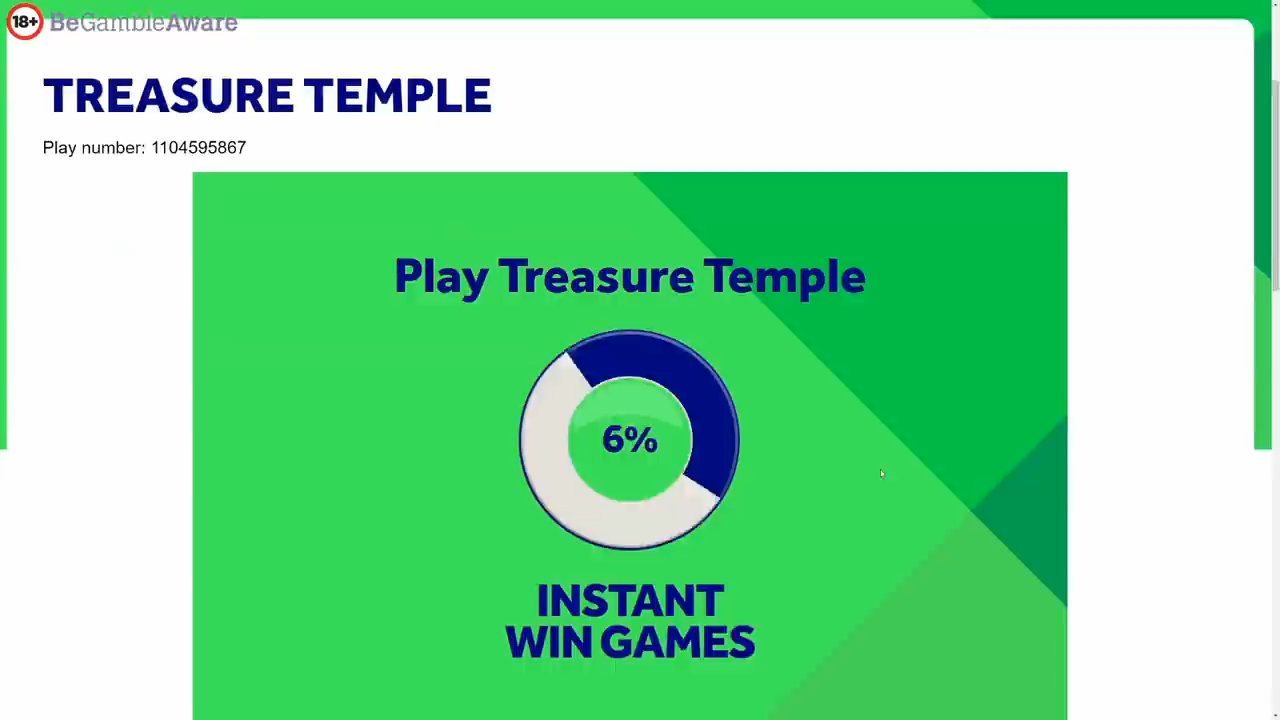 18+ BeGambleAware
TREASURE TEMPLE
Play number: 1104595867
Play Treasure Temple
6%
INSTANT
WIN GAMES